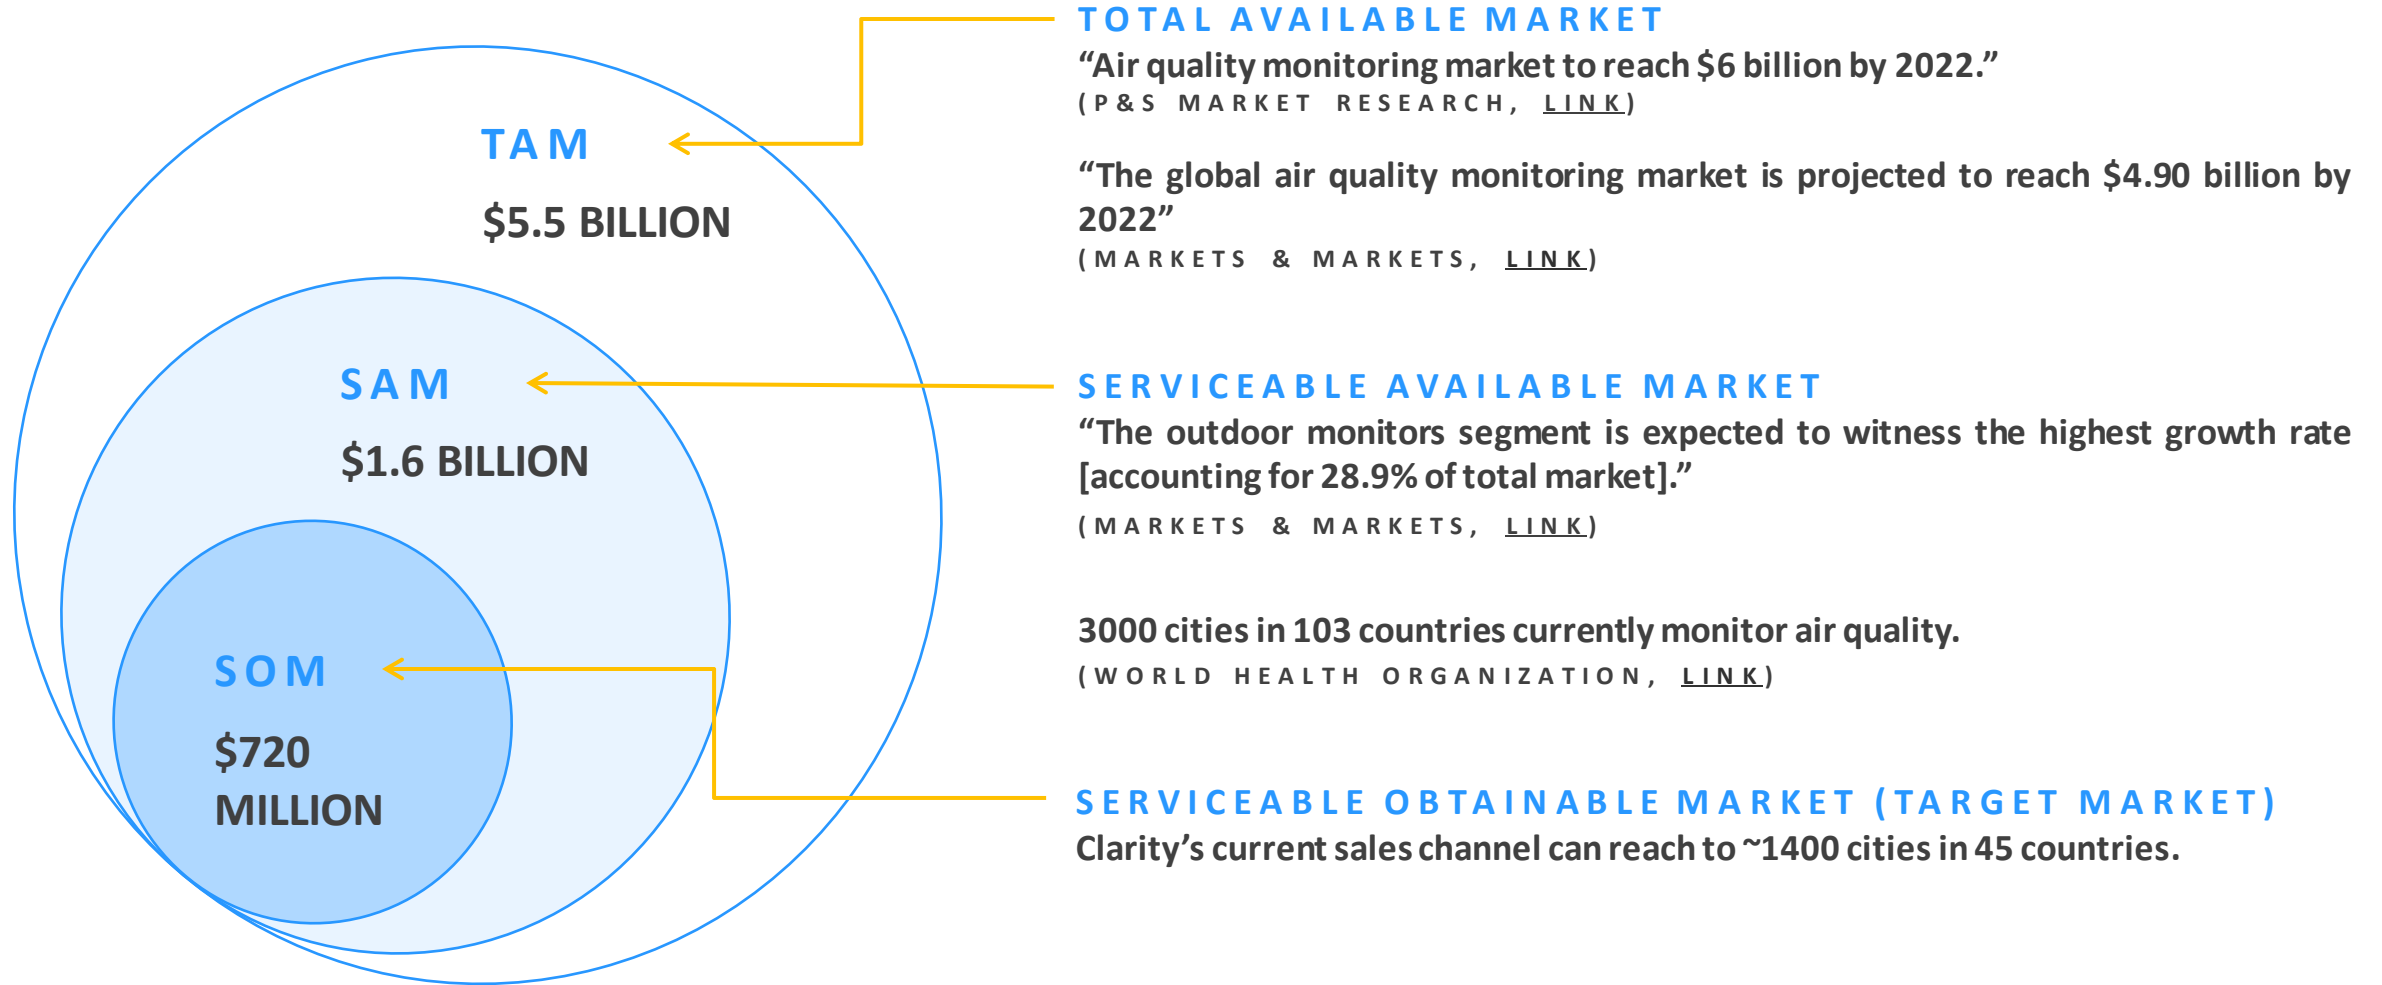 TAM
$5.5 BILLION
SAM
$1.6 BILLION
SOM
$720
MILLION
TOTAL AVAILABLE MARKET
“Air quality monitoring market to reach $6 billion by 2022.”
(P&S MARKET RESEARCH, LINK)
“The global air quality monitoring market is projected to reach $4.90 billion by
2022”
(MARKETS & MARKETS, LINK)
SERVICEABLE AVAILABLE MARKET
“The outdoor monitors segment is expected to witness the highest growth rate
[accounting for 28.9% of total market].”
(MARKETS & MARKETS, LINK)
3000 cities in 103 countries currently monitor air quality.
(WORLD HEALTH ORGANIZATION, LINK)
SERVICEABLE OBTAINABLE MARKET (TARGET MARKET)
Clarity’s current sales channel can reach to ~1400 cities in 45 countries.